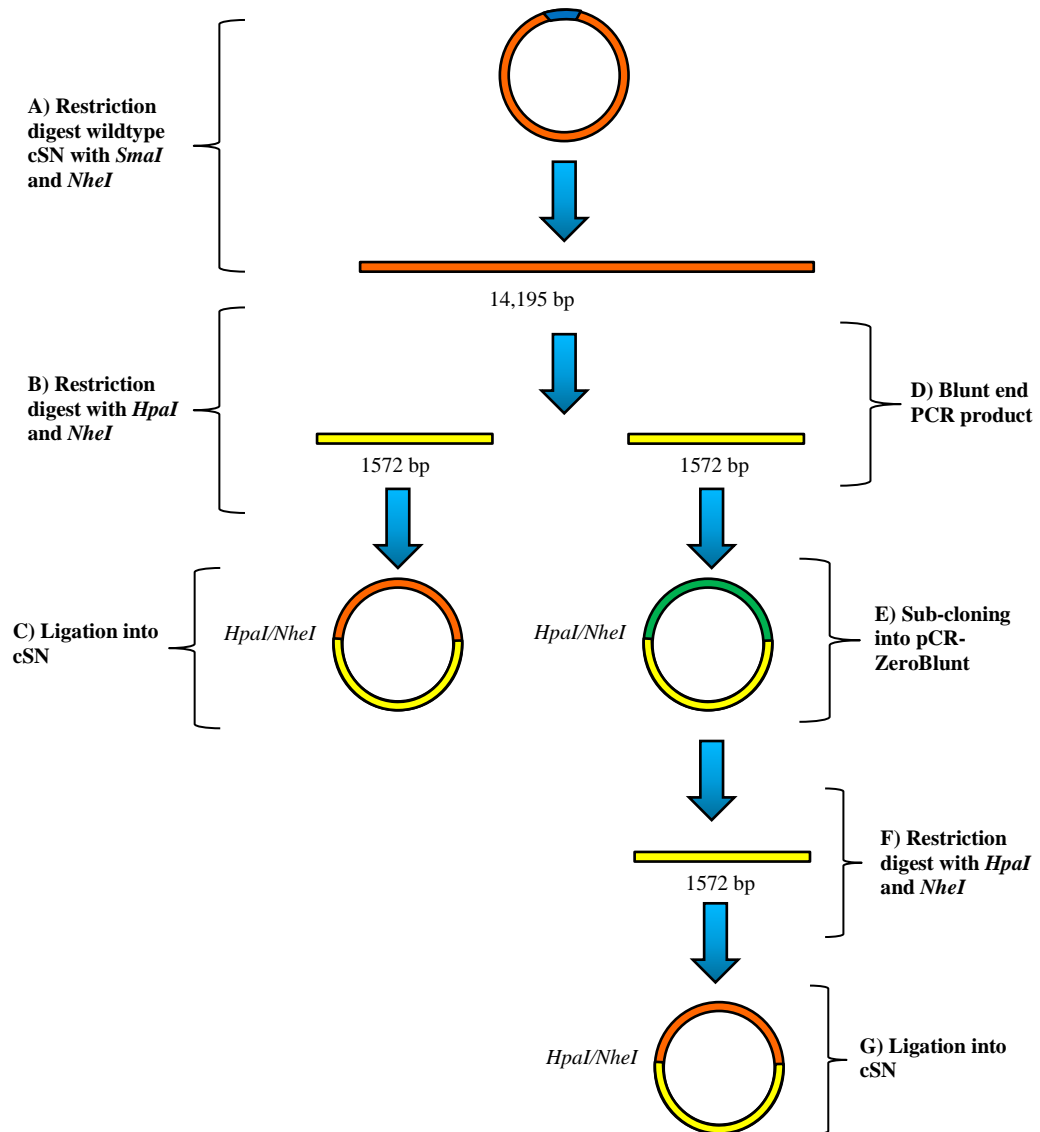 A) Restriction
digest wildtype
cSN with SmaI
and NheI
14,195 bp
B) Restriction
digest with HpaI
and NheI
D) Blunt end
PCR product
1572 bp
1572 bp
C) Ligation into
cSN
HpaI/NheI
HpaI/NheI
E) Sub-cloning
into pCR-
ZeroBlunt
F) Restriction
digest with HpaI
and NheI
1572 bp
HpaI/NheI
G) Ligation into
cSN